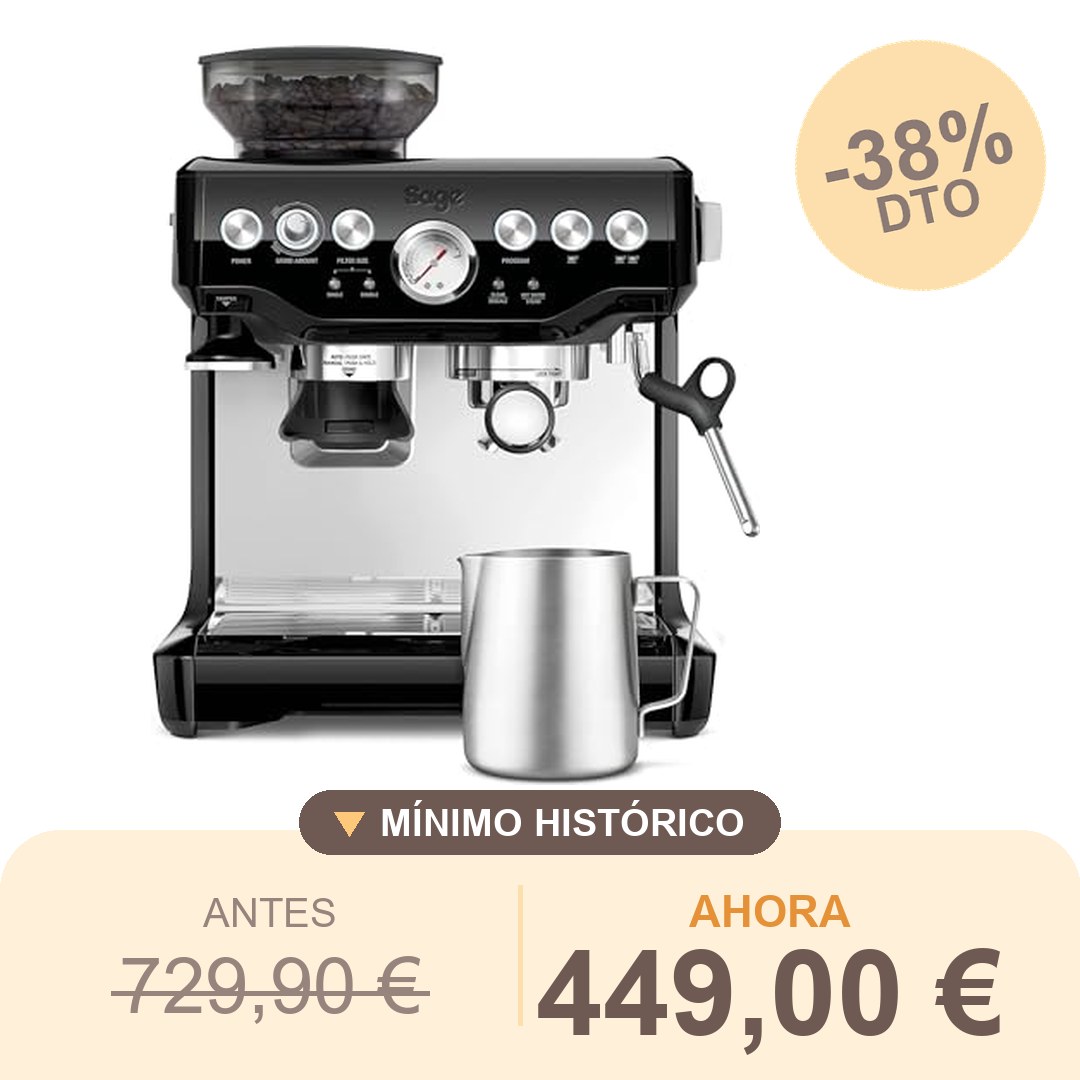 -38%
DTO
Sage
POWER
GRIND AMOUNT
FILTER SIZE
PROGRAM
SINGLE
DOUBLE
MÍNIMO HISTÓRICO
ANTES
AHORA
729,90 €
449,00 €